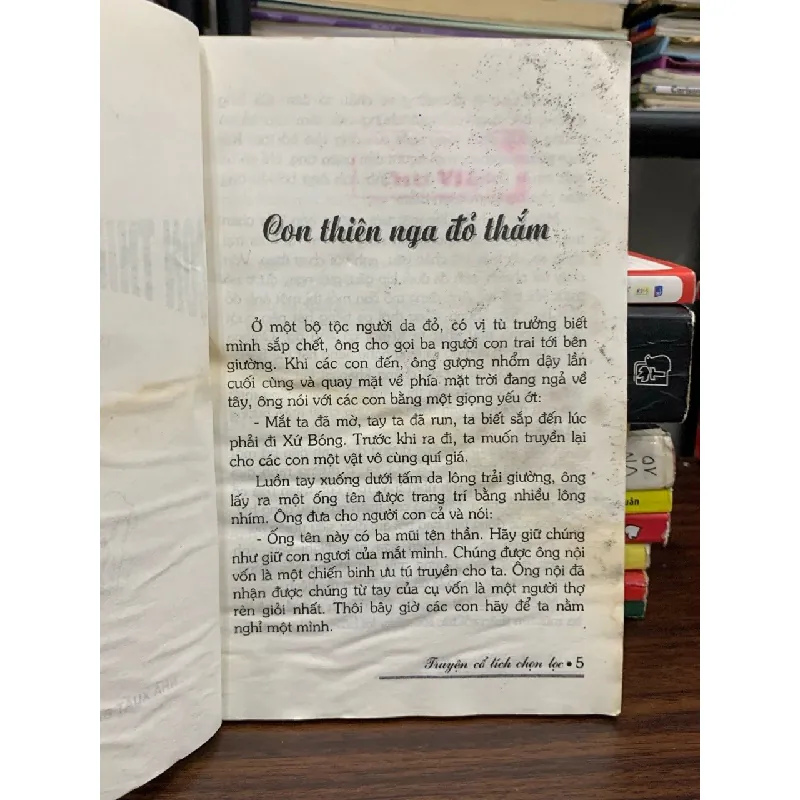 Con thiên nga đỏ thắm
Ở một bộ tộc người da đỏ, có vị tù trưởng biết
mình sắp chết, ông cho gọi ba người con trai tới bên
giường. Khi các con đến, ông gượng nhổm dậy lần
cuối cùng và quay mặt về phía mặt trời đang ngả về
tây, ông nói với các con bằng một giọng yếu ớt:
- Mắt ta đã mờ, tay ta đã run, ta biết sắp đến lúc
phải đi Xứ Bóng. Trước khi ra đi, ta muốn truyền lại
cho các con một vật vô cùng quí giá.
Luồn tay xuống dưới tấm da lông trải giường, ông
lấy ra một ống tên được trang trí bằng nhiều lông
nhím. Ông đưa cho người con cả và nói:
- Ống tên này có ba mũi tên thần. Hãy giữ chúng
như giữ con ngươi của mắt mình. Chúng được ông nội
vốn là một chiến binh ưu tú truyền cho ta. Ông nội đã
nhận được chúng từ tay của cụ vốn là một người thợ
rèn giỏi nhất. Thôi bây giờ các con hãy để ta nằm
nghỉ một mình.
Truyện cổ tích chọn lọc • 5
VN
10